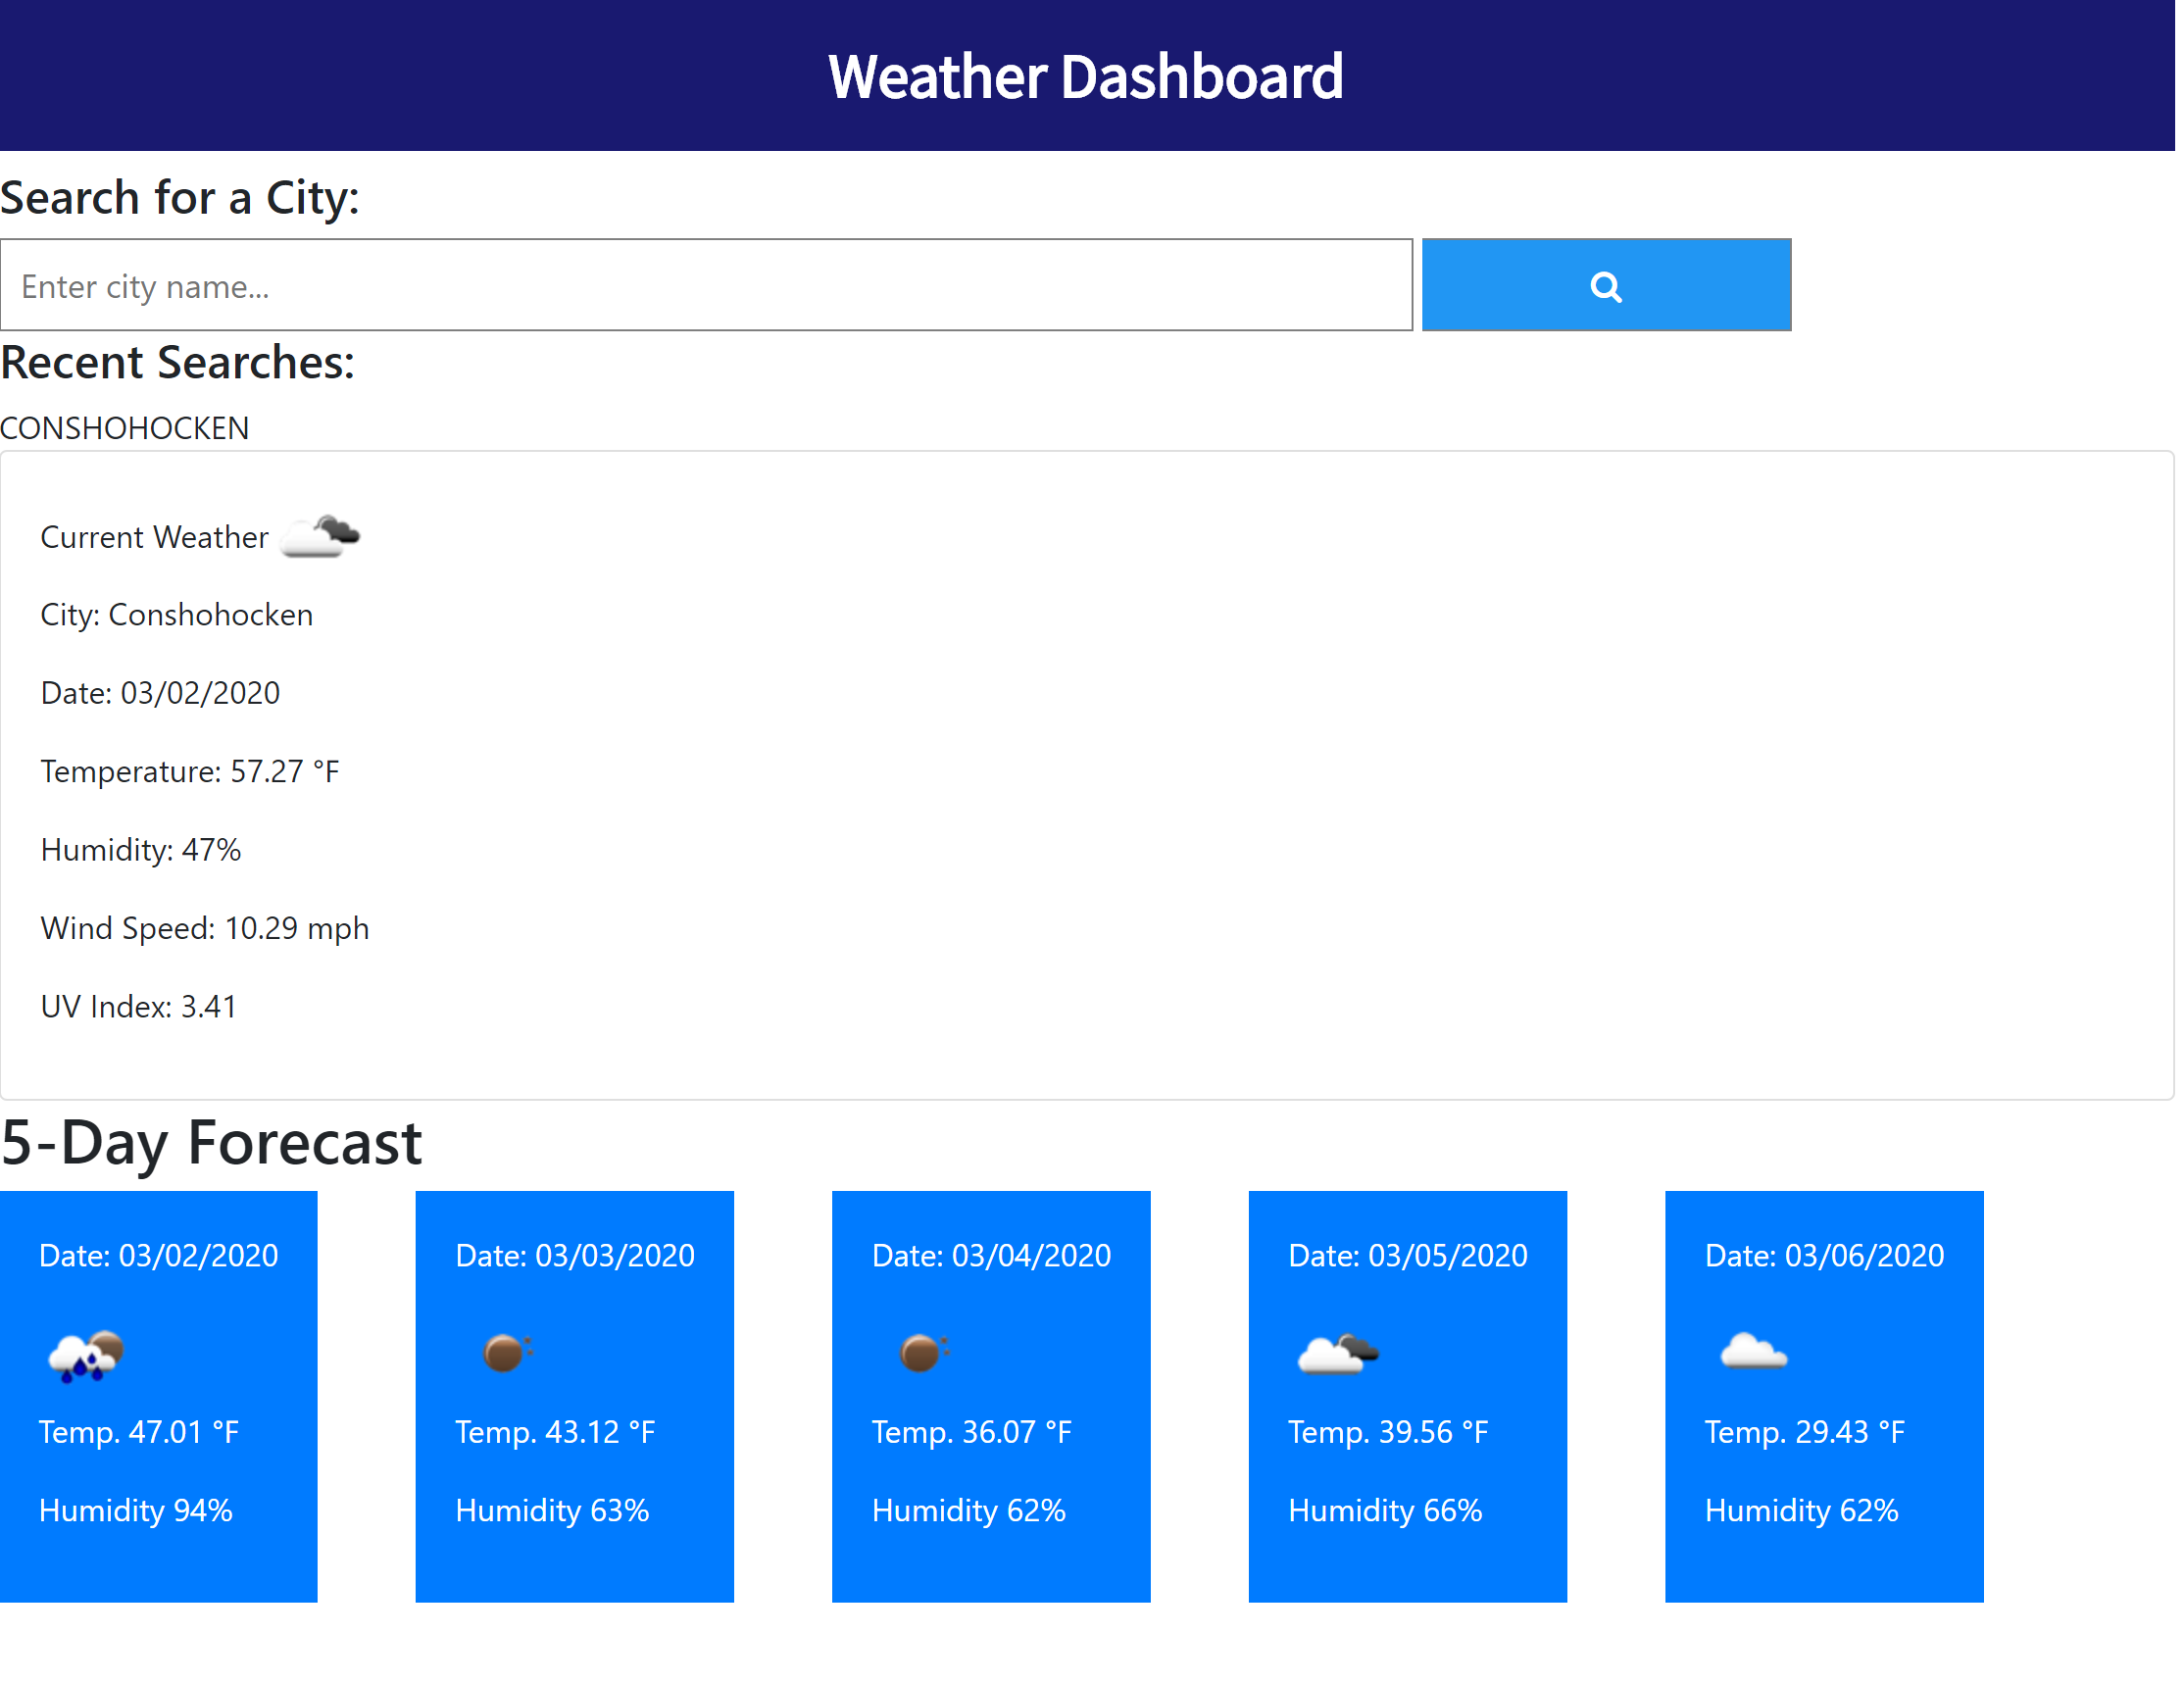 Weather Dashboard
Search for a City:
Enter city name...
Recent Searches:
CONSHOHOCKEN
Current Weather
City: Conshohocken
Date: 03/02/2020
Temperature: 57.27 °F
Humidity: 47%
Wind Speed: 10.29 mph
UV Index: 3.41
5-Day Forecast
Date: 03/02/2020
Temp. 47.01 °F
Humidity 94%
Date: 03/03/2020
Temp. 43.12 °F
Humidity 63%
Date: 03/04/2020
Temp. 36.07 °F
Humidity 62%
Date: 03/05/2020
Temp. 39.56 °F
Humidity 66%
Date: 03/06/2020
Temp. 29.43 °F
Humidity 62%